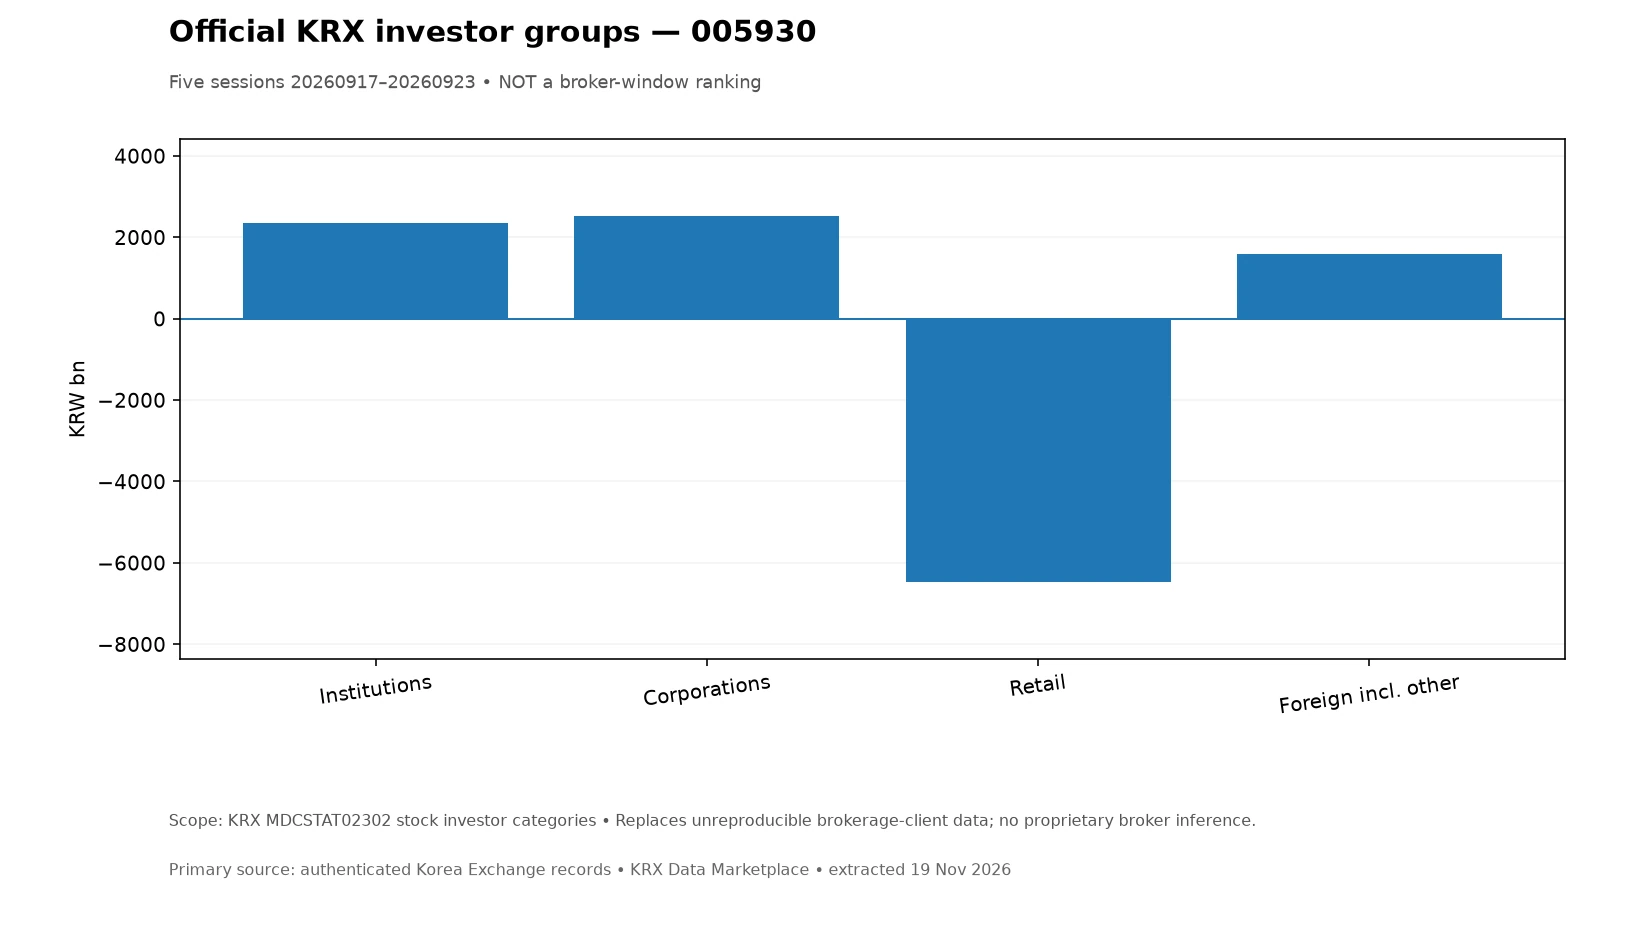 Official KRX investor groups — 005930
Five sessions 20260917–20260923 • NOT a broker-window ranking
4000
2000
0
−2000
−4000
−6000
−8000
KRW bn
Institutions
Corporations
Retail
Foreign incl. other
Scope: KRX MDCSTAT02302 stock investor categories • Replaces unreproducible brokerage-client data; no proprietary broker inference.
Primary source: authenticated Korea Exchange records • KRX Data Marketplace • extracted 19 Nov 2026